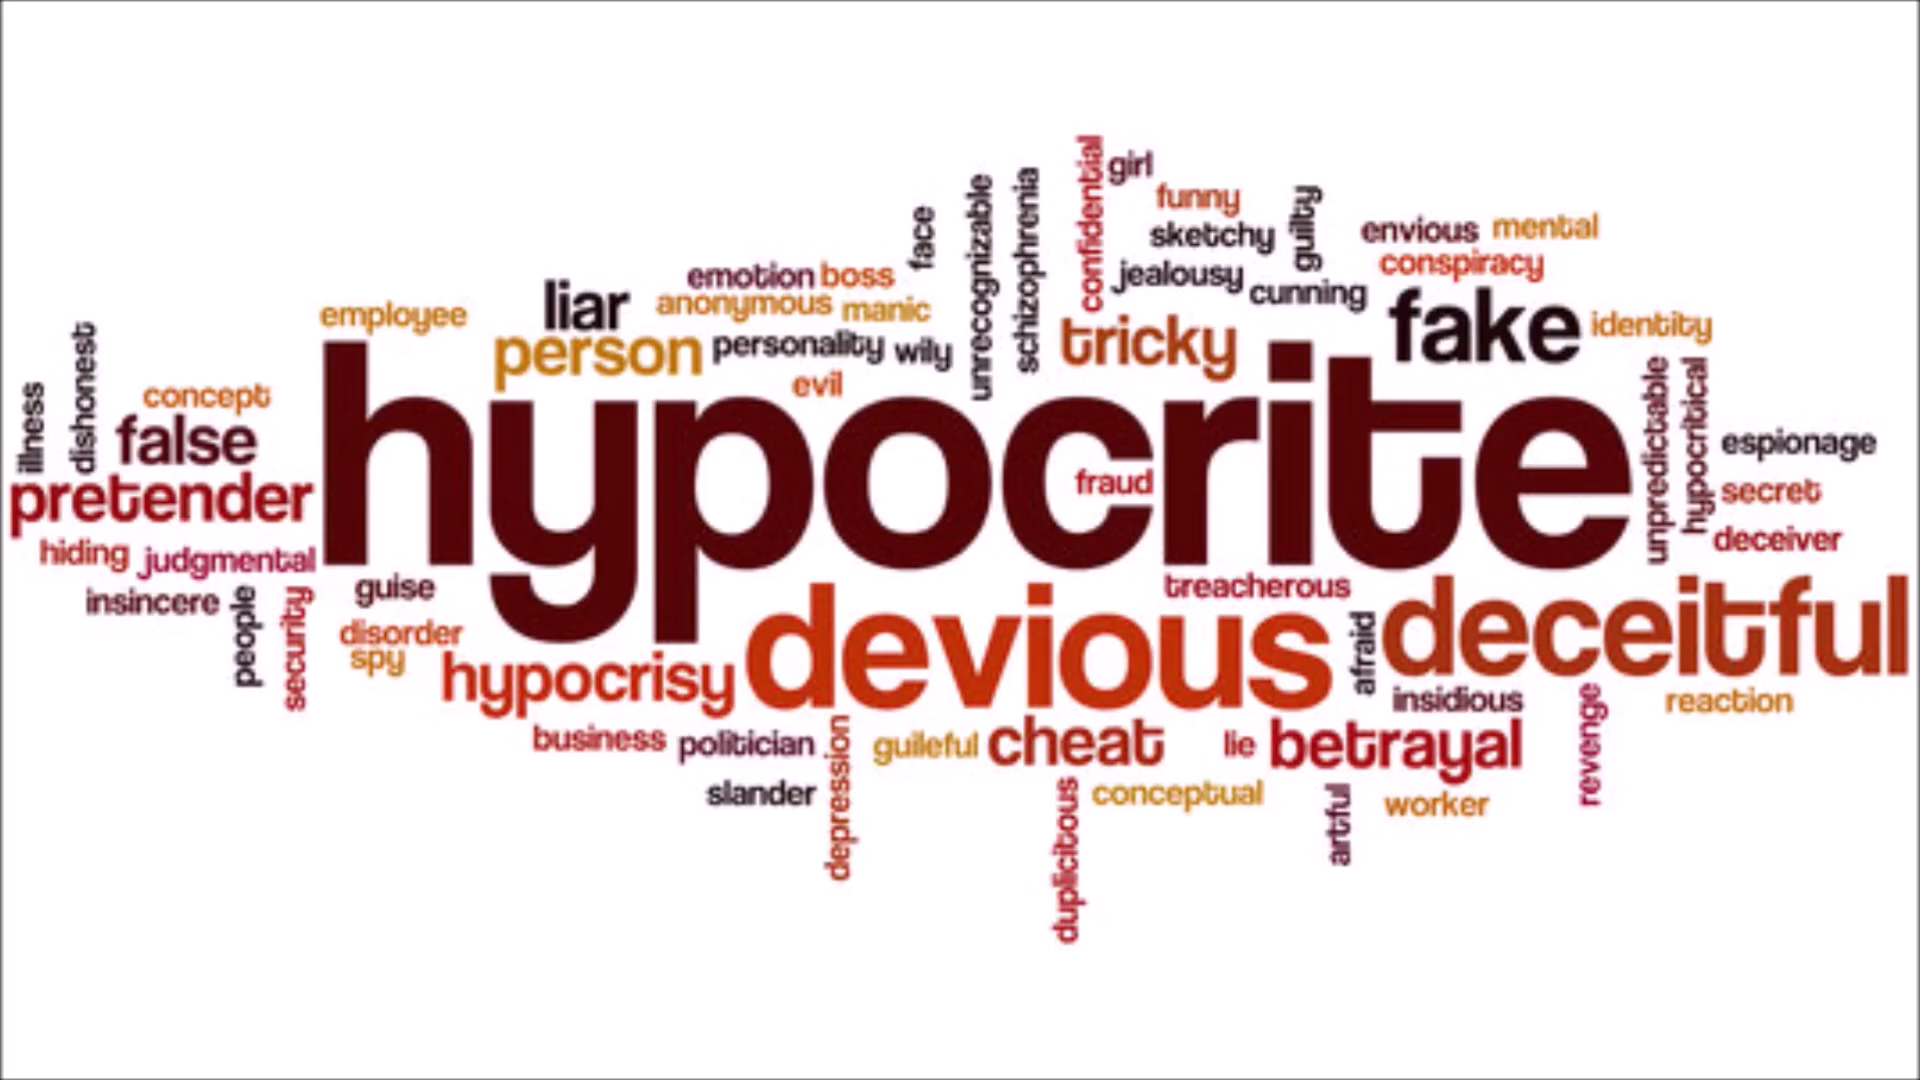 confidential
girl
funny
sketchy
guilty
envious
mental
jealousy
conspiracy
cunning
face
unrecognizable
schizophrenia
emotion
boss
anonymous
manic
employee
liar
person
personality
wily
evil
tricky
fake
identity
illness
dishonest
concept
false
pretender
hypocrite
fraud
unpredictable
hypocritical
espionage
secret
deceiver
hiding
judgmental
insincere
people
security
guise
disorder
spy
hypocrisy
devious
treacherous
afraid
deceitful
insidious
revenge
reaction
business
politician
slander
depression
guileful
cheat
lie
betrayal
duplicitous
conceptual
artful
worker